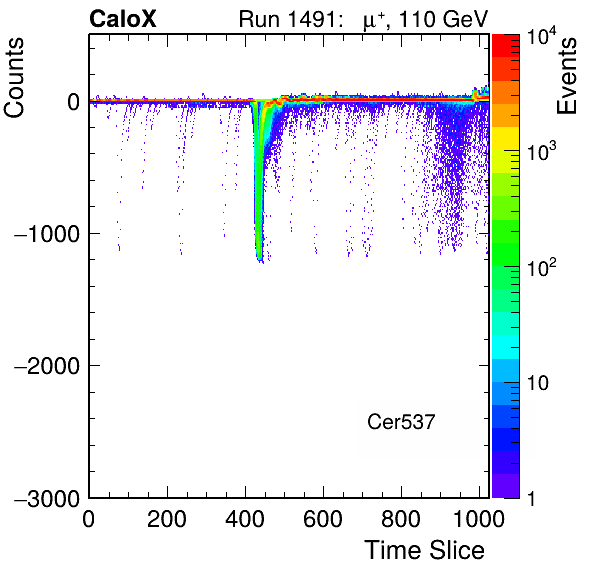 CaloX Run 1491: μ⁺, 110 GeV
Counts
Events
0
−1000
−2000
−3000
10⁴
10³
10²
10
1
Cer537
0 200 400 600 800 1000
Time Slice